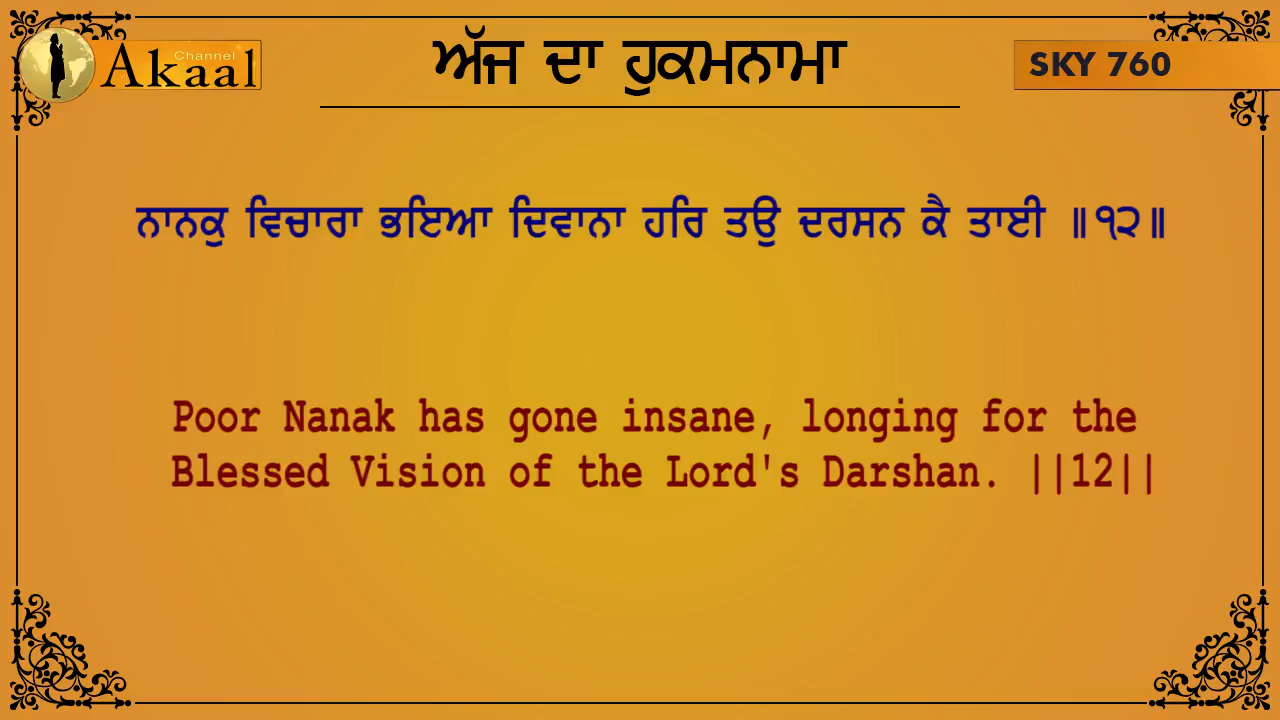 Channel
Akaal
ਅੱਜ ਦਾ ਹੁਕਮਨਾਮਾ
SKY 760
ਨਾਨਕੁ ਵਿਚਾਰਾ ਭਇਆ ਦਿਵਾਨਾ ਹਰਿ ਤਉ ਦਰਸਨ ਕੈ ਤਾਈ ॥੧੨॥
Poor Nanak has gone insane, longing for the
Blessed Vision of the Lord's Darshan. ||12||